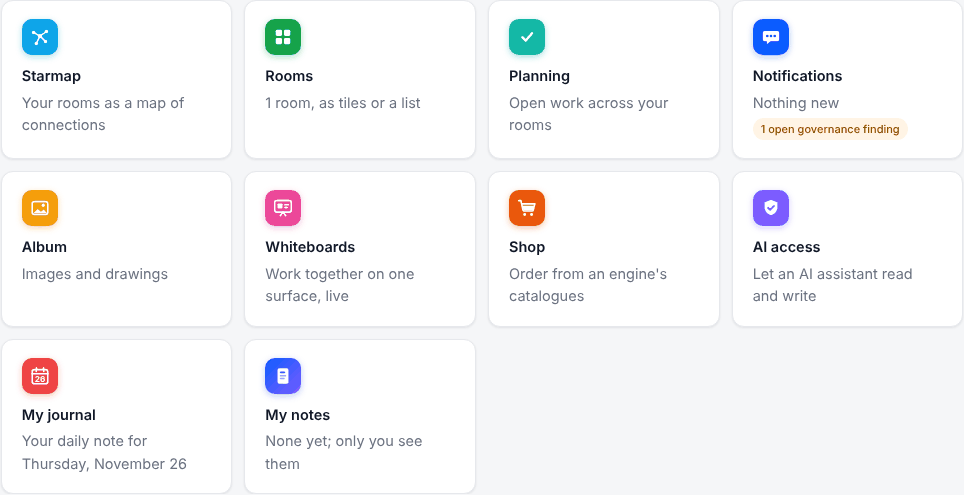 Starmap
Your rooms as a map of
connections
Rooms
1 room, as tiles or a list
Planning
Open work across your
rooms
Notifications
Nothing new
1 open governance finding
Album
Images and drawings
Whiteboards
Work together on one
surface, live
Shop
Order from an engine's
catalogues
AI access
Let an AI assistant read
and write
26
My journal
Your daily note for
Thursday, November 26
My notes
None yet; only you see
them